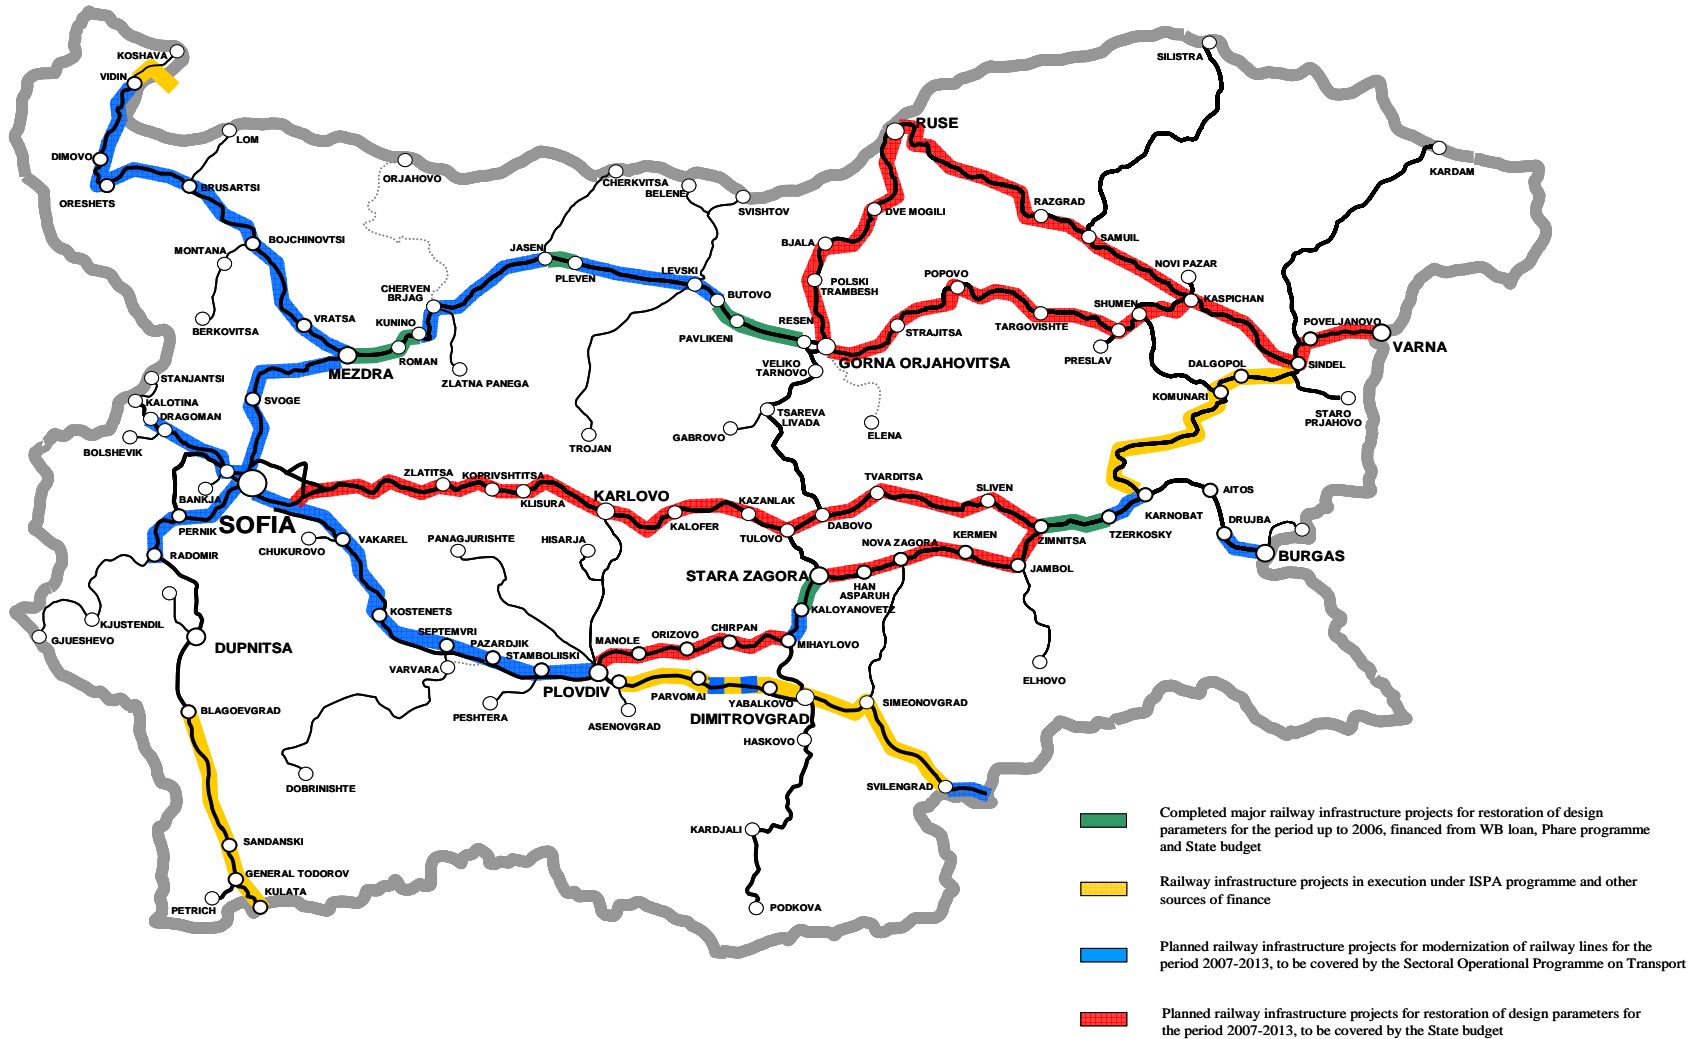 KOSHAVA
VIDIN
SILISTRA
RUSE
LOM
DIMOVO
ORJAHOVO
KARDAM
BRUSARTSI
ORESHETS
CHERKVITSA
BELENE
SVISHTOV
RAZGRAD
DVE MOGILI
SAMUIL
BOJCHINOVTSI
MONTANA
JASEN
BJALA
NOVI PAZAR
PLEVEN
LEVSKI
POPOVO
POLSKI
TRAMBESH
CHERVEN
BRJAG
BUTOVO
KASPICHAN
SHUMEN
VRATSA
BERKOVITSA
KUNINO
RESEN
STRAJITSA
TARGOVISHTE
POVELJANOVO
PAVLIKENI
VARNA
ROMAN
PRESLAV
MEZDRA
VELIKO
TARNOVO
GORNA ORJAHOVITSA
DALGOPOL
SINDEL
ZLATNA PANEGA
STANJANTSI
KALOTINA
SVOGE
KOMUNARI
DRAGOMAN
TSAREVA
LIVADA
STARO
PRJAHOVO
GABROVO
ELENA
BOLSHEVIK
TROJAN
ZLATITSA
KOPRIVSHTITSA
TVARDITSA
SLIVEN
AITOS
BANKJA
KLISURA
KARLOVO
KAZANLAK
KARNOBAT
SOFIA
PERNIK
KALOFER
DABOVO
DRUJBA
TULOVO
ZIMNITSA
TZERKOSKY
CHUKUROVO
VAKAREL
PANAGJURISHTE
HISARJA
NOVA ZAGORA
KERMEN
RADOMIR
BURGAS
STARA ZAGORA
JAMBOL
HAN
ASPARUH
KOSTENETS
KALOYANOVETZ
KJUSTENDIL
GJUESHEVO
DUPNITSA
SEPTEMVRI
PAZARDJIK
STAMBOLIISKI
MANOLE
ORIZOVO
CHIRPAN
MIHAYLOVO
VARVARA
PLOVDIV
PARVOMAI
YABALKOVO
ELHOVO
PESHTERA
ASENOVGRAD
DIMITROVGRAD
SIMEONOVGRAD
BLAGOEVGRAD
HASKOVO
DOBRINISHTE
SVILENGRAD
KARDJALI
SANDANSKI
GENERAL TODOROV
KULATA
PETRICH
PODKOVA
Completed major railway infrastructure projects for restoration of design
parameters for the period up to 2006, financed from WB loan, Phare programme
and State budget
Railway infrastructure projects in execution under ISPA programme and other
sources of finance
Planned railway infrastructure projects for modernization of railway lines for the
period 2007-2013, to be covered by the Sectoral Operational Programme on Transport
Planned railway infrastructure projects for restoration of design parameters for
the period 2007-2013, to be covered by the State budget